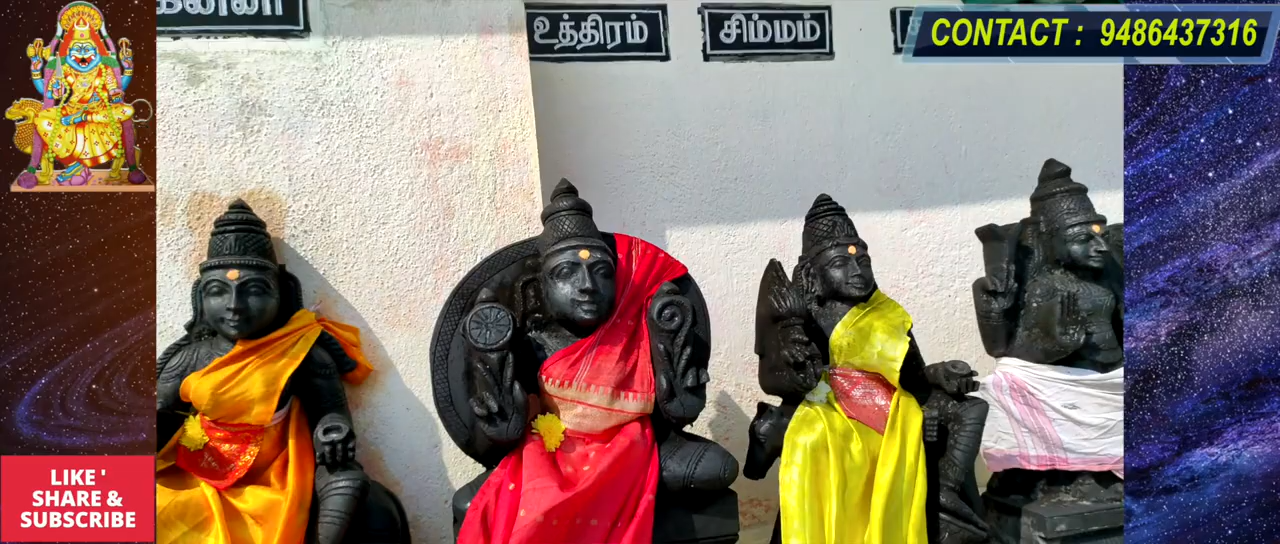 உத்திரம்
சிம்மம்
CONTACT : 9486437316
LIKE '
SHARE &
SUBSCRIBE